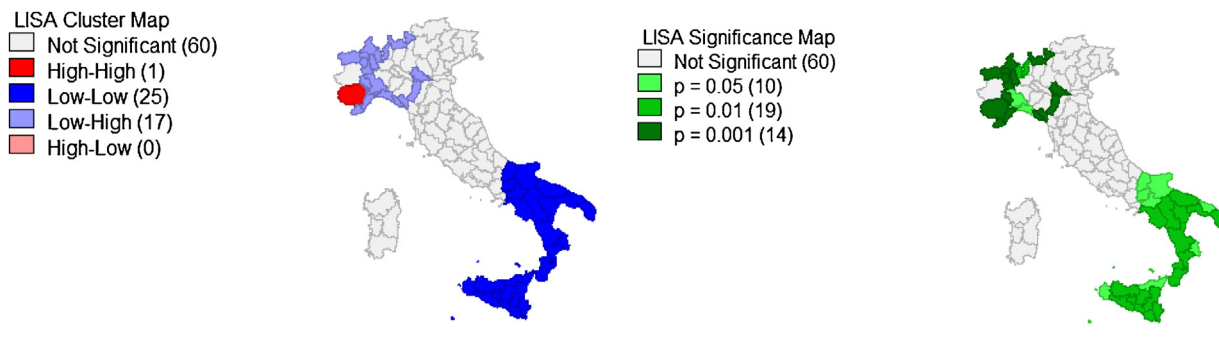 LISA Cluster Map
Not Significant (60)
High-High (1)
Low-Low (25)
Low-High (17)
High-Low (0)
LISA Significance Map
Not Significant (60)
p = 0.05 (10)
p = 0.01 (19)
p = 0.001 (14)